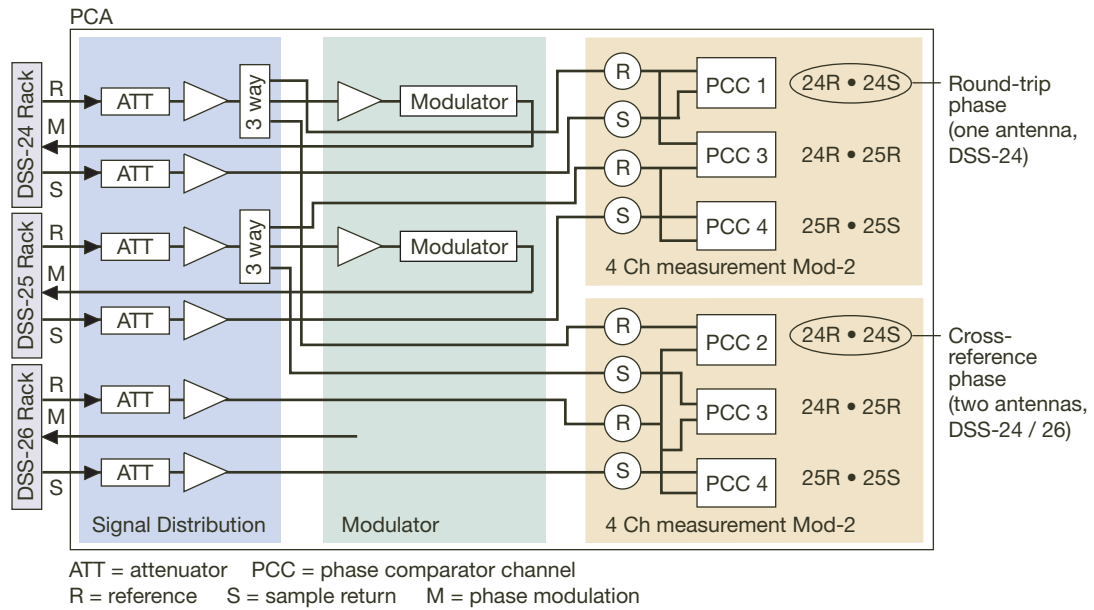 PCA
DSS-24 Rack
R
M
S
ATT
3 way
Modulator
ATT
DSS-25 Rack
R
M
S
ATT
3 way
Modulator
ATT
DSS-26 Rack
R
M
S
ATT
ATT
Signal Distribution
Modulator
R
S
R
S
PCC 1
24R • 24S
PCC 3
24R • 25R
PCC 4
25R • 25S
4 Ch measurement Mod-2
Round-trip
phase
(one antenna,
DSS-24)
R
S
R
S
PCC 2
24R • 24S
PCC 3
24R • 25R
PCC 4
25R • 25S
4 Ch measurement Mod-2
Cross-
reference
phase
(two antennas,
DSS-24 / 26)
ATT = attenuator PCC = phase comparator channel
R = reference S = sample return M = phase modulation